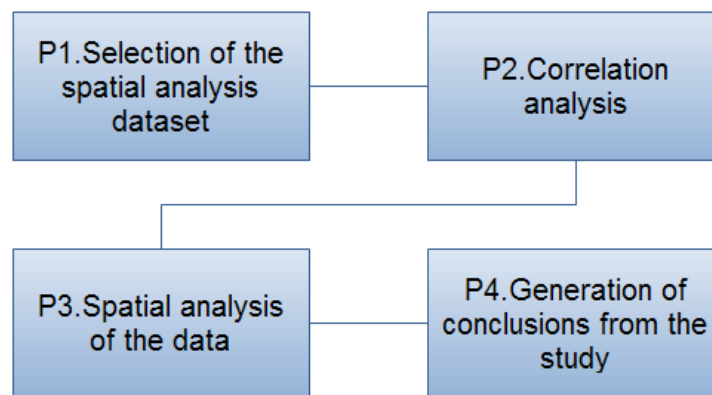 P1.Selection of the
spatial analysis
dataset
P2.Correlation
analysis
P3.Spatial analysis
of the data
P4.Generation of
conclusions from the
study